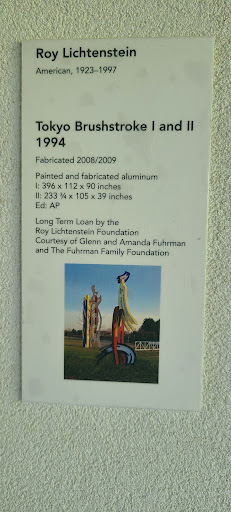 Roy Lichtenstein
American, 1923–1997
Tokyo Brushstroke I and II
1994
Fabricated 2008/2009
Painted and fabricated aluminum
I: 396 x 112 x 90 inches
II: 233 ¾ x 105 x 39 inches
Ed: AP
Long Term Loan by the
Roy Lichtenstein Foundation
Courtesy of Glenn and Amanda Fuhrman
and The Fuhrman Family Foundation